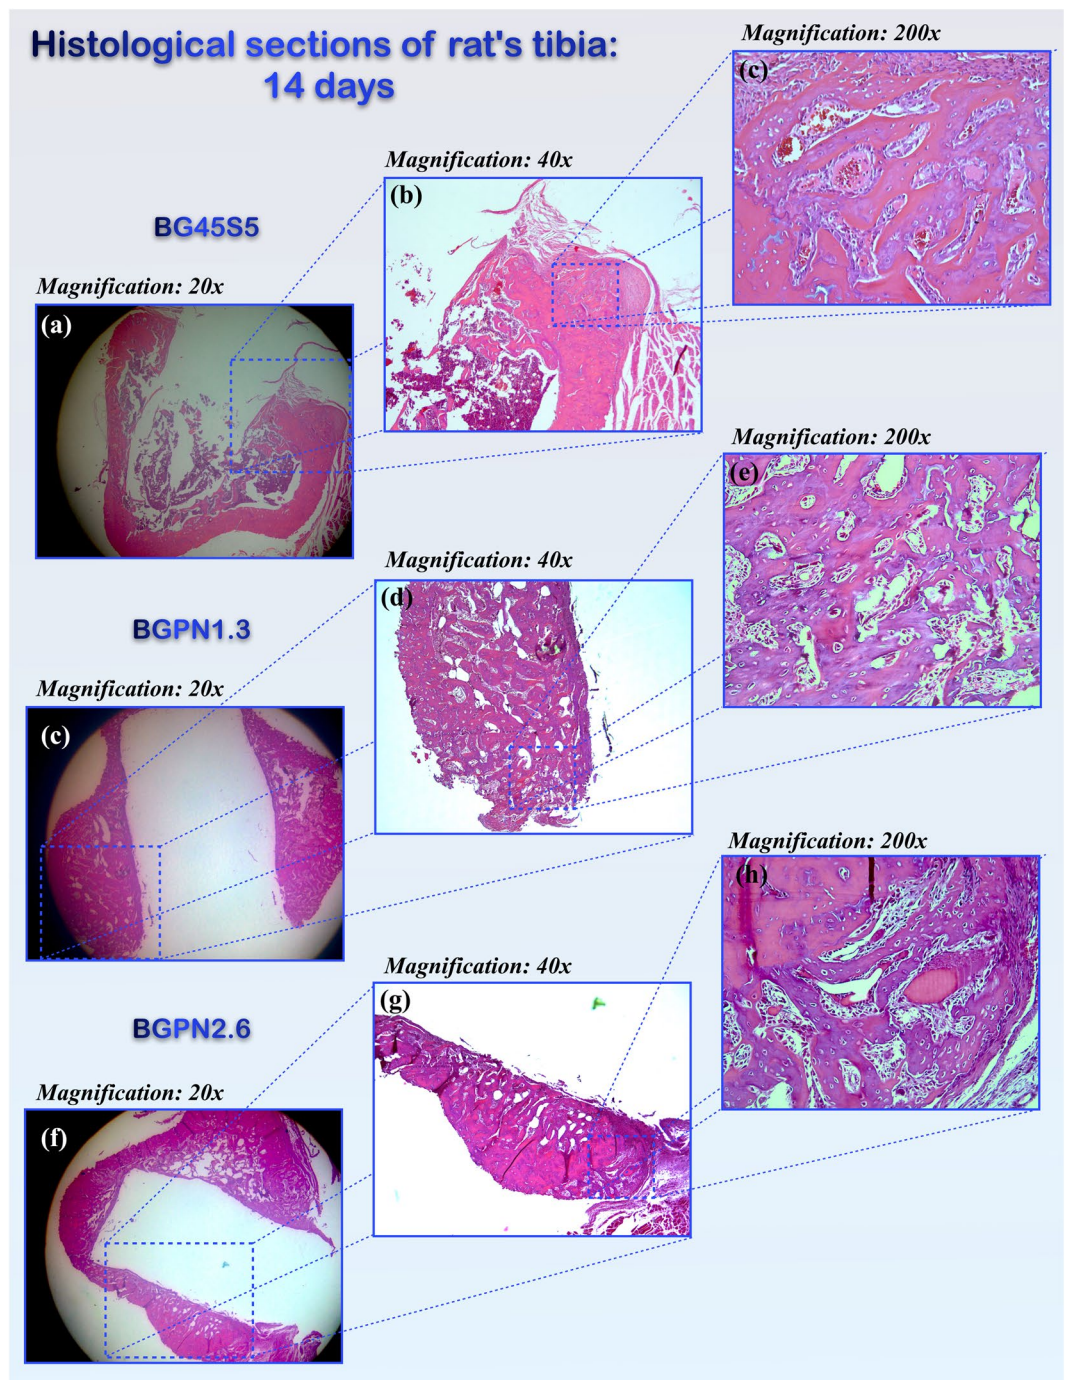 Histological sections of rat's tibia:
14 days
Magnification: 200x
(c)
Magnification: 40x
(b)
BG45S5
Magnification: 20x
(a)
Magnification: 200x
(e)
Magnification: 40x
(d)
BGPN1.3
Magnification: 20x
(c)
Magnification: 200x
(h)
Magnification: 40x
(g)
BGPN2.6
Magnification: 20x
(f)